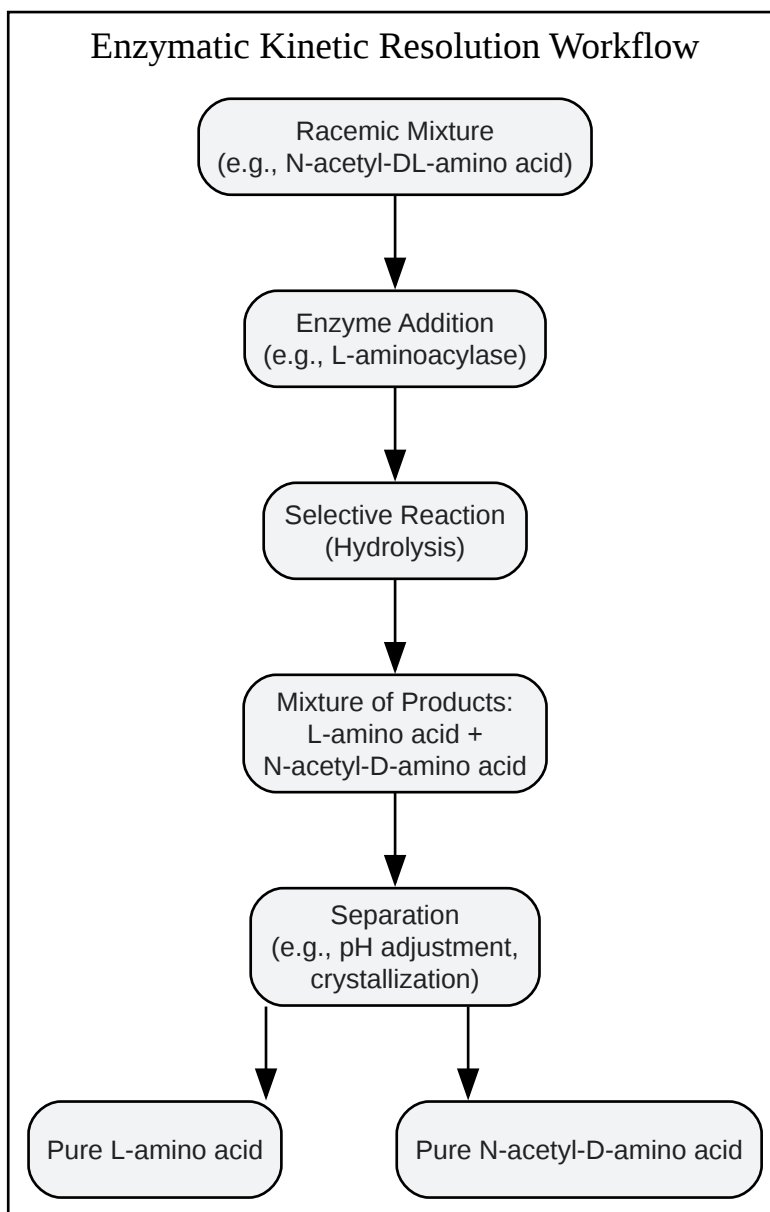 Enzymatic Kinetic Resolution Workflow
Racemic Mixture
(e.g., N-acetyl-DL-amino acid)
Enzyme Addition
(e.g., L-aminoacylase)
Selective Reaction
(Hydrolysis)
Mixture of Products:
L-amino acid +
N-acetyl-D-amino acid
Separation
(e.g., pH adjustment,
crystallization)
Pure L-amino acid
Pure N-acetyl-D-amino acid